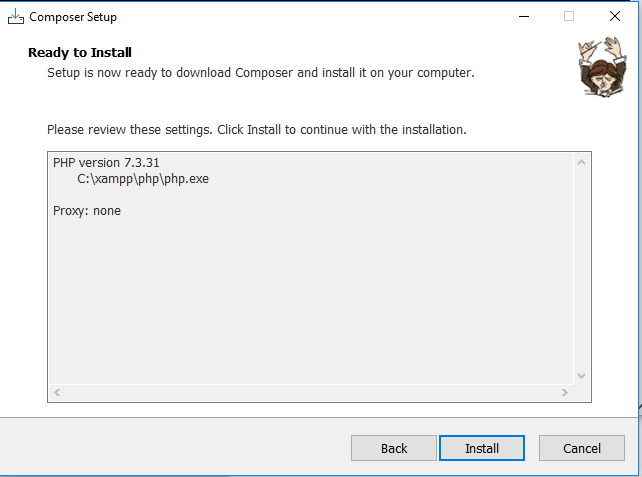 Composer Setup
Ready to Install
Setup is now ready to download Composer and install it on your computer.
Please review these settings. Click Install to continue with the installation.
PHP version 7.3.31
C:\xampp\php\php.exe
Proxy: none
Back
Install
Cancel